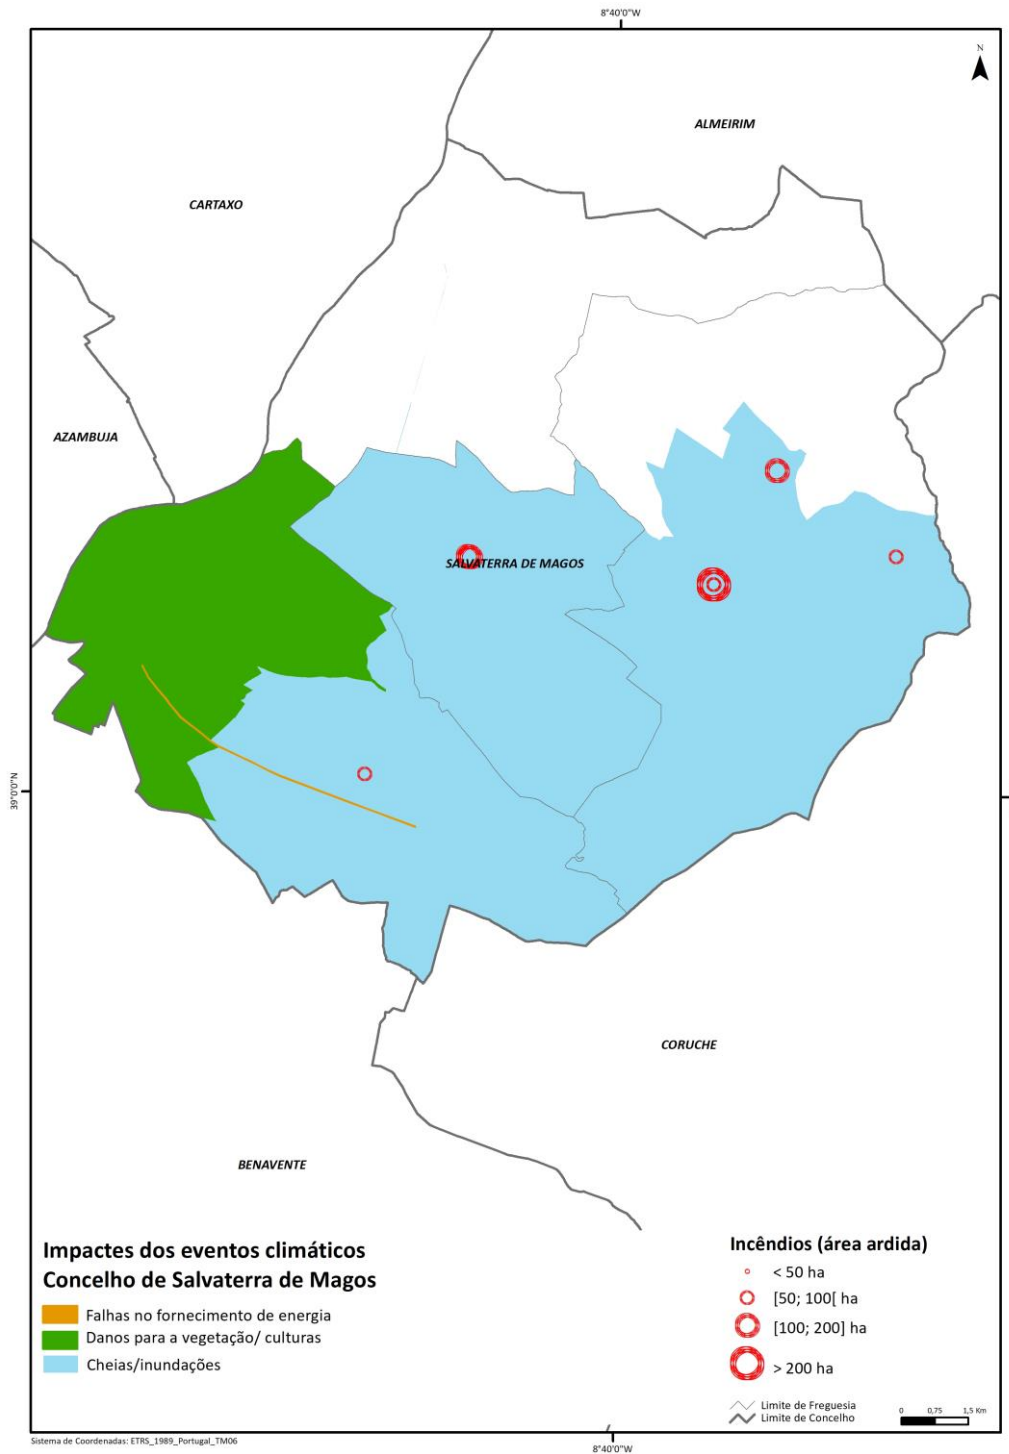 8°40'0"W
N
ALMEIRIM
CARTAXO
AZAMBUJA
SALVATERRA DE MAGOS
39°0'0"N
CORUCHE
BENAVENTE
Impactes dos eventos climáticos
Concelho de Salvaterra de Magos
Falhas no fornecimento de energia
Danos para a vegetação/ culturas
Cheias/inundações
Incêndios (área ardida)
< 50 ha
[50; 100[ ha
[100; 200] ha
> 200 ha
Limite de Freguesia
Limite de Concelho
0 0,75 1,5 Km
Sistema de Coordenadas: ETRS_1989_Portugal_TM06
8°40'0"W